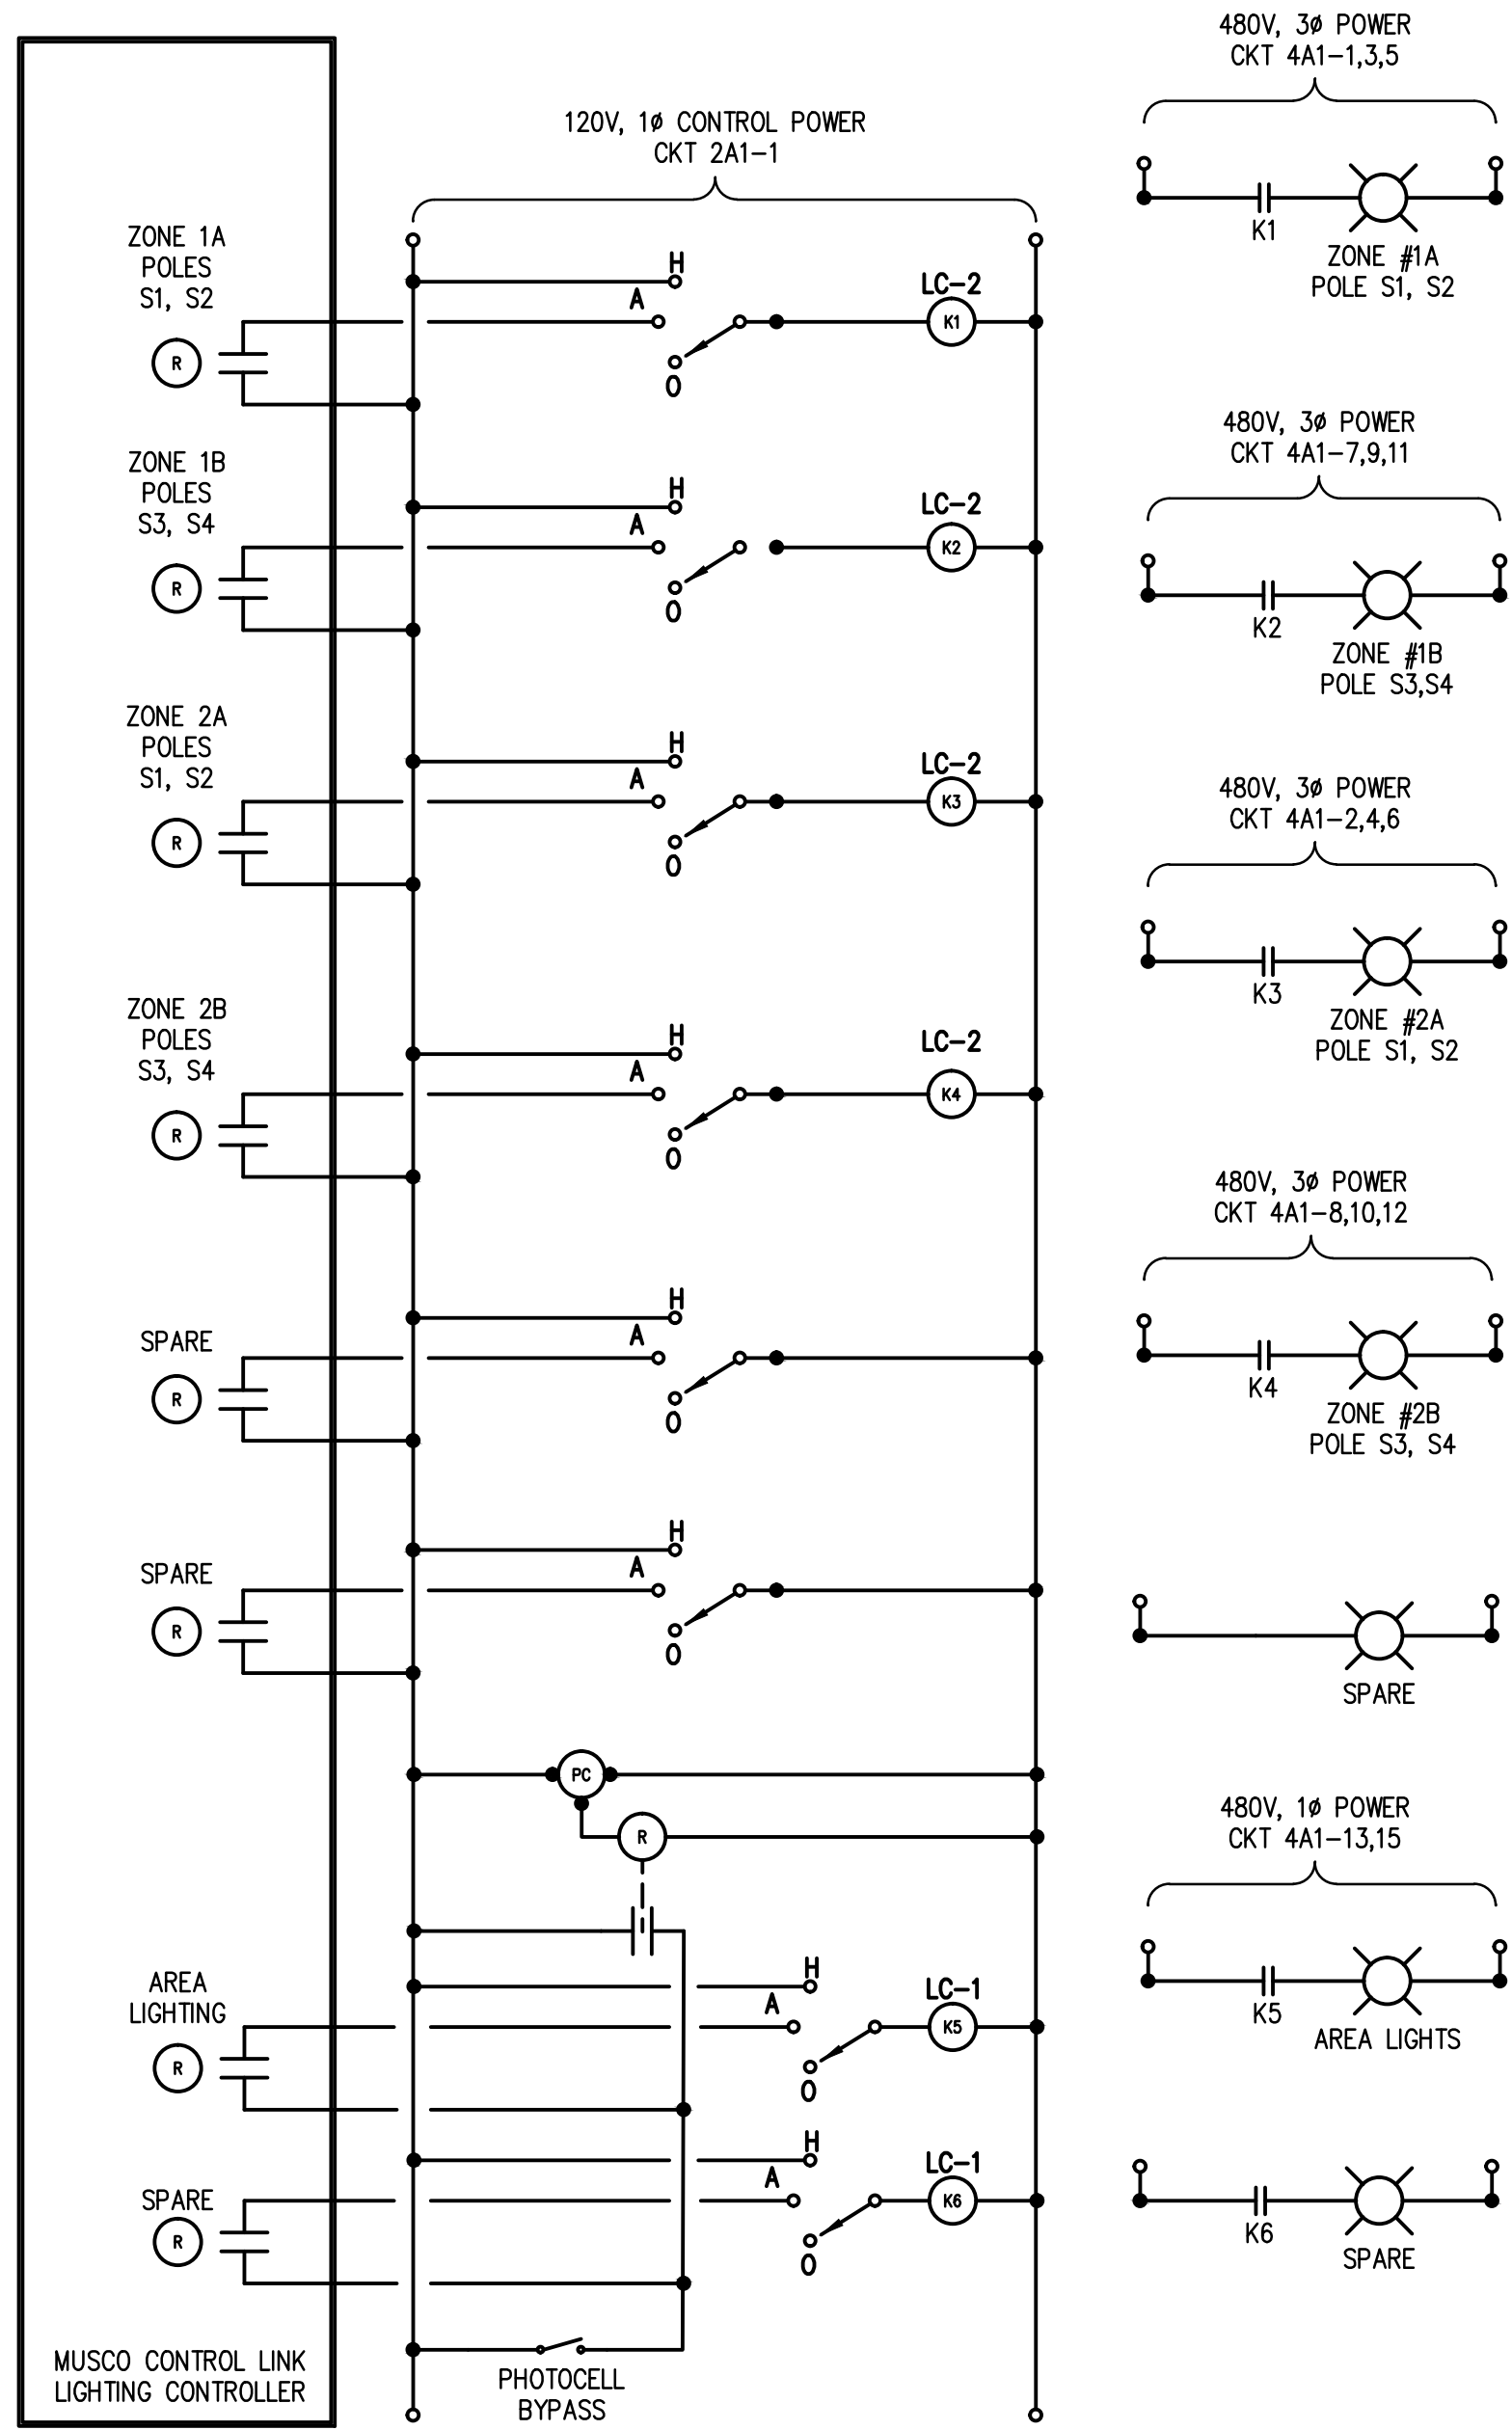 480V, 3ø POWER
CKT 4A1-1,3,5
120V, 1ø CONTROL POWER
CKT 2A1-1
K1
ZONE #1A
POLE S1, S2
ZONE 1A
POLES
S1, S2
R
H
A
O
LC-2
K1
480V, 3ø POWER
CKT 4A1-7,9,11
K2
ZONE #1B
POLE S3,S4
ZONE 1B
POLES
S3, S4
R
H
A
O
LC-2
K2
480V, 3ø POWER
CKT 4A1-2,4,6
K3
ZONE #2A
POLE S1, S2
ZONE 2A
POLES
S1, S2
R
H
A
O
LC-2
K3
ZONE 2B
POLES
S3, S4
R
H
A
O
LC-2
K4
480V, 3ø POWER
CKT 4A1-8,10,12
K4
ZONE #2B
POLE S3, S4
SPARE
R
H
A
O
SPARE
R
H
A
O
SPARE
PC
R
480V, 1ø POWER
CKT 4A1-13,15
K5
AREA LIGHTS
AREA
LIGHTING
R
H
A
O
LC-1
K5
SPARE
R
H
A
O
LC-1
K6
K6
SPARE
PHOTOCELL
BYPASS
MUSCO CONTROL LINK
LIGHTING CONTROLLER